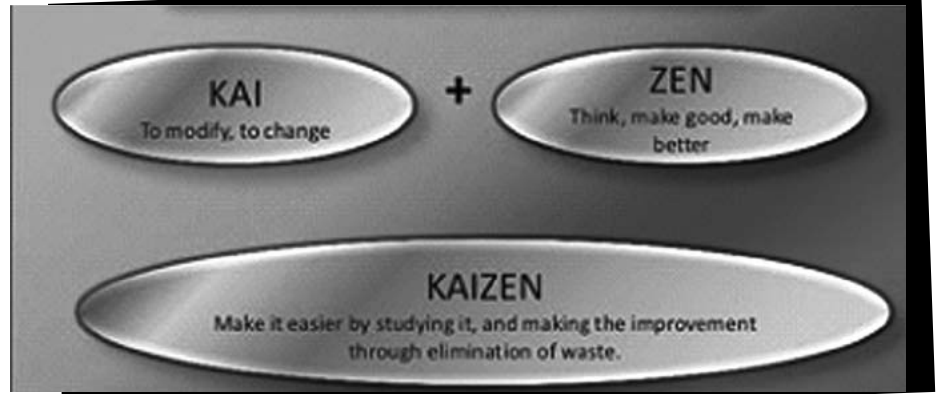 KAI
To modify, to change
+
ZEN
Think, make good, make
better
KAIZEN
Make it easier by studying it, and making the improvement
through elimination of waste.